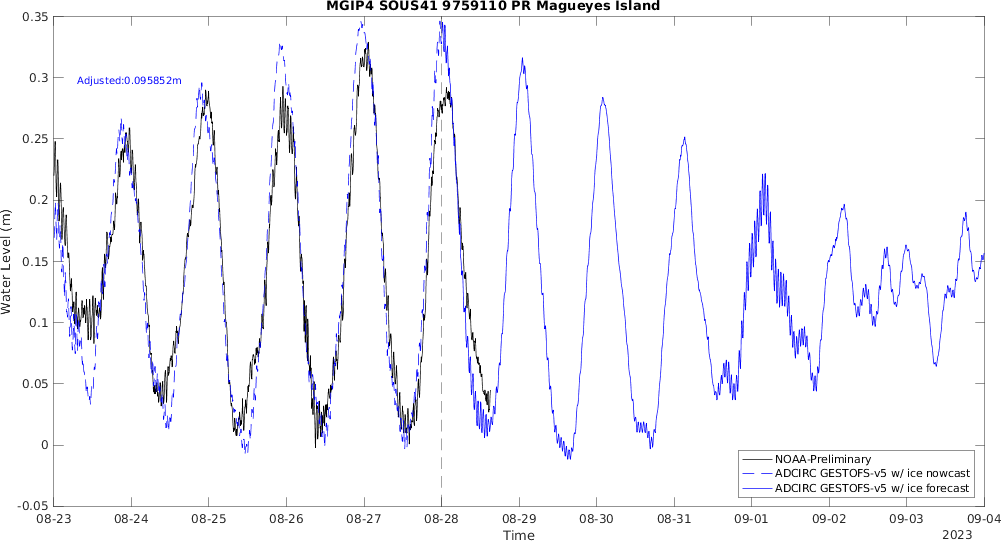 MGIP4 SOUS41 9759110 PR Magueyes Island
0.35
0.3
0.25
0.2
0.15
0.1
0.05
0
-0.05
Water Level (m)
Adjusted:0.095852m
NOAA-Preliminary
ADCIRC GESTOFS-v5 w/ ice nowcast
ADCIRC GESTOFS-v5 w/ ice forecast
08-23 08-24 08-25 08-26 08-27 08-28 08-29 08-30 08-31 09-01 09-02 09-03 09-04
Time
2023